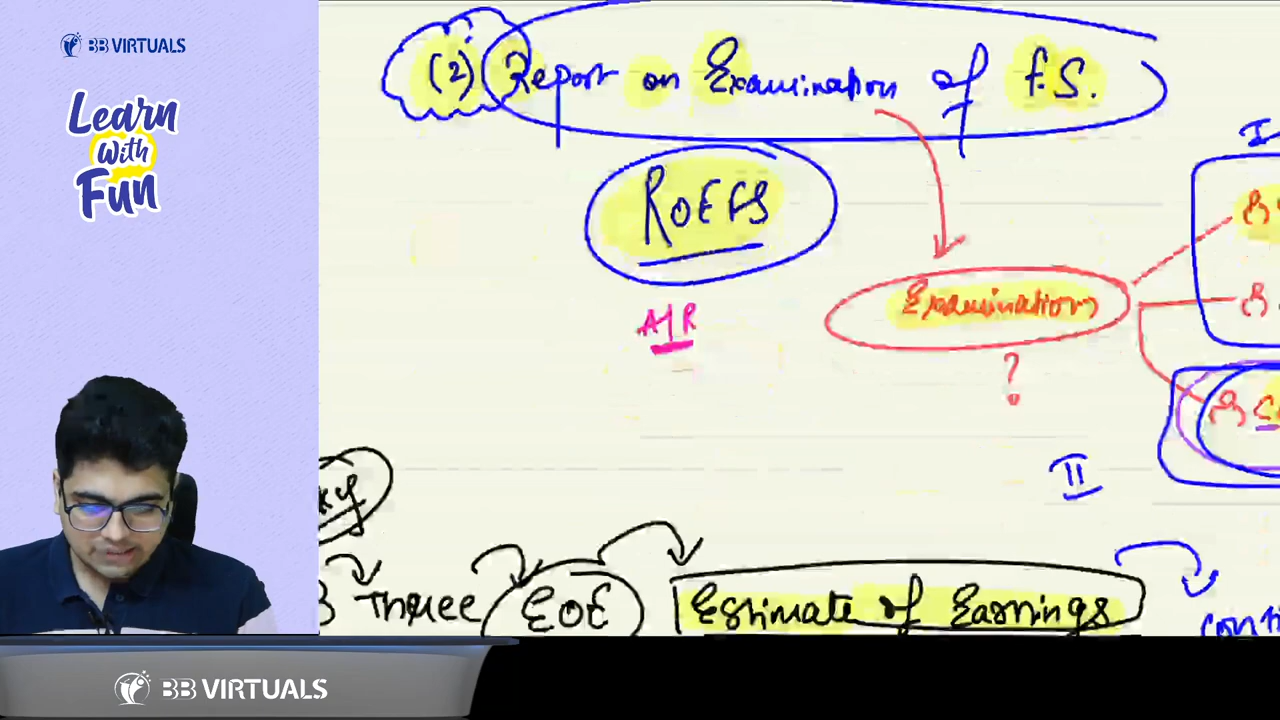 BB VIRTUALS
Learn
With
Fun
(2) Report on Examination of F.S.
ROEFS
A/R
Examination
?
I
II
Three
EOE
Estimate of Earnings
BB VIRTUALS